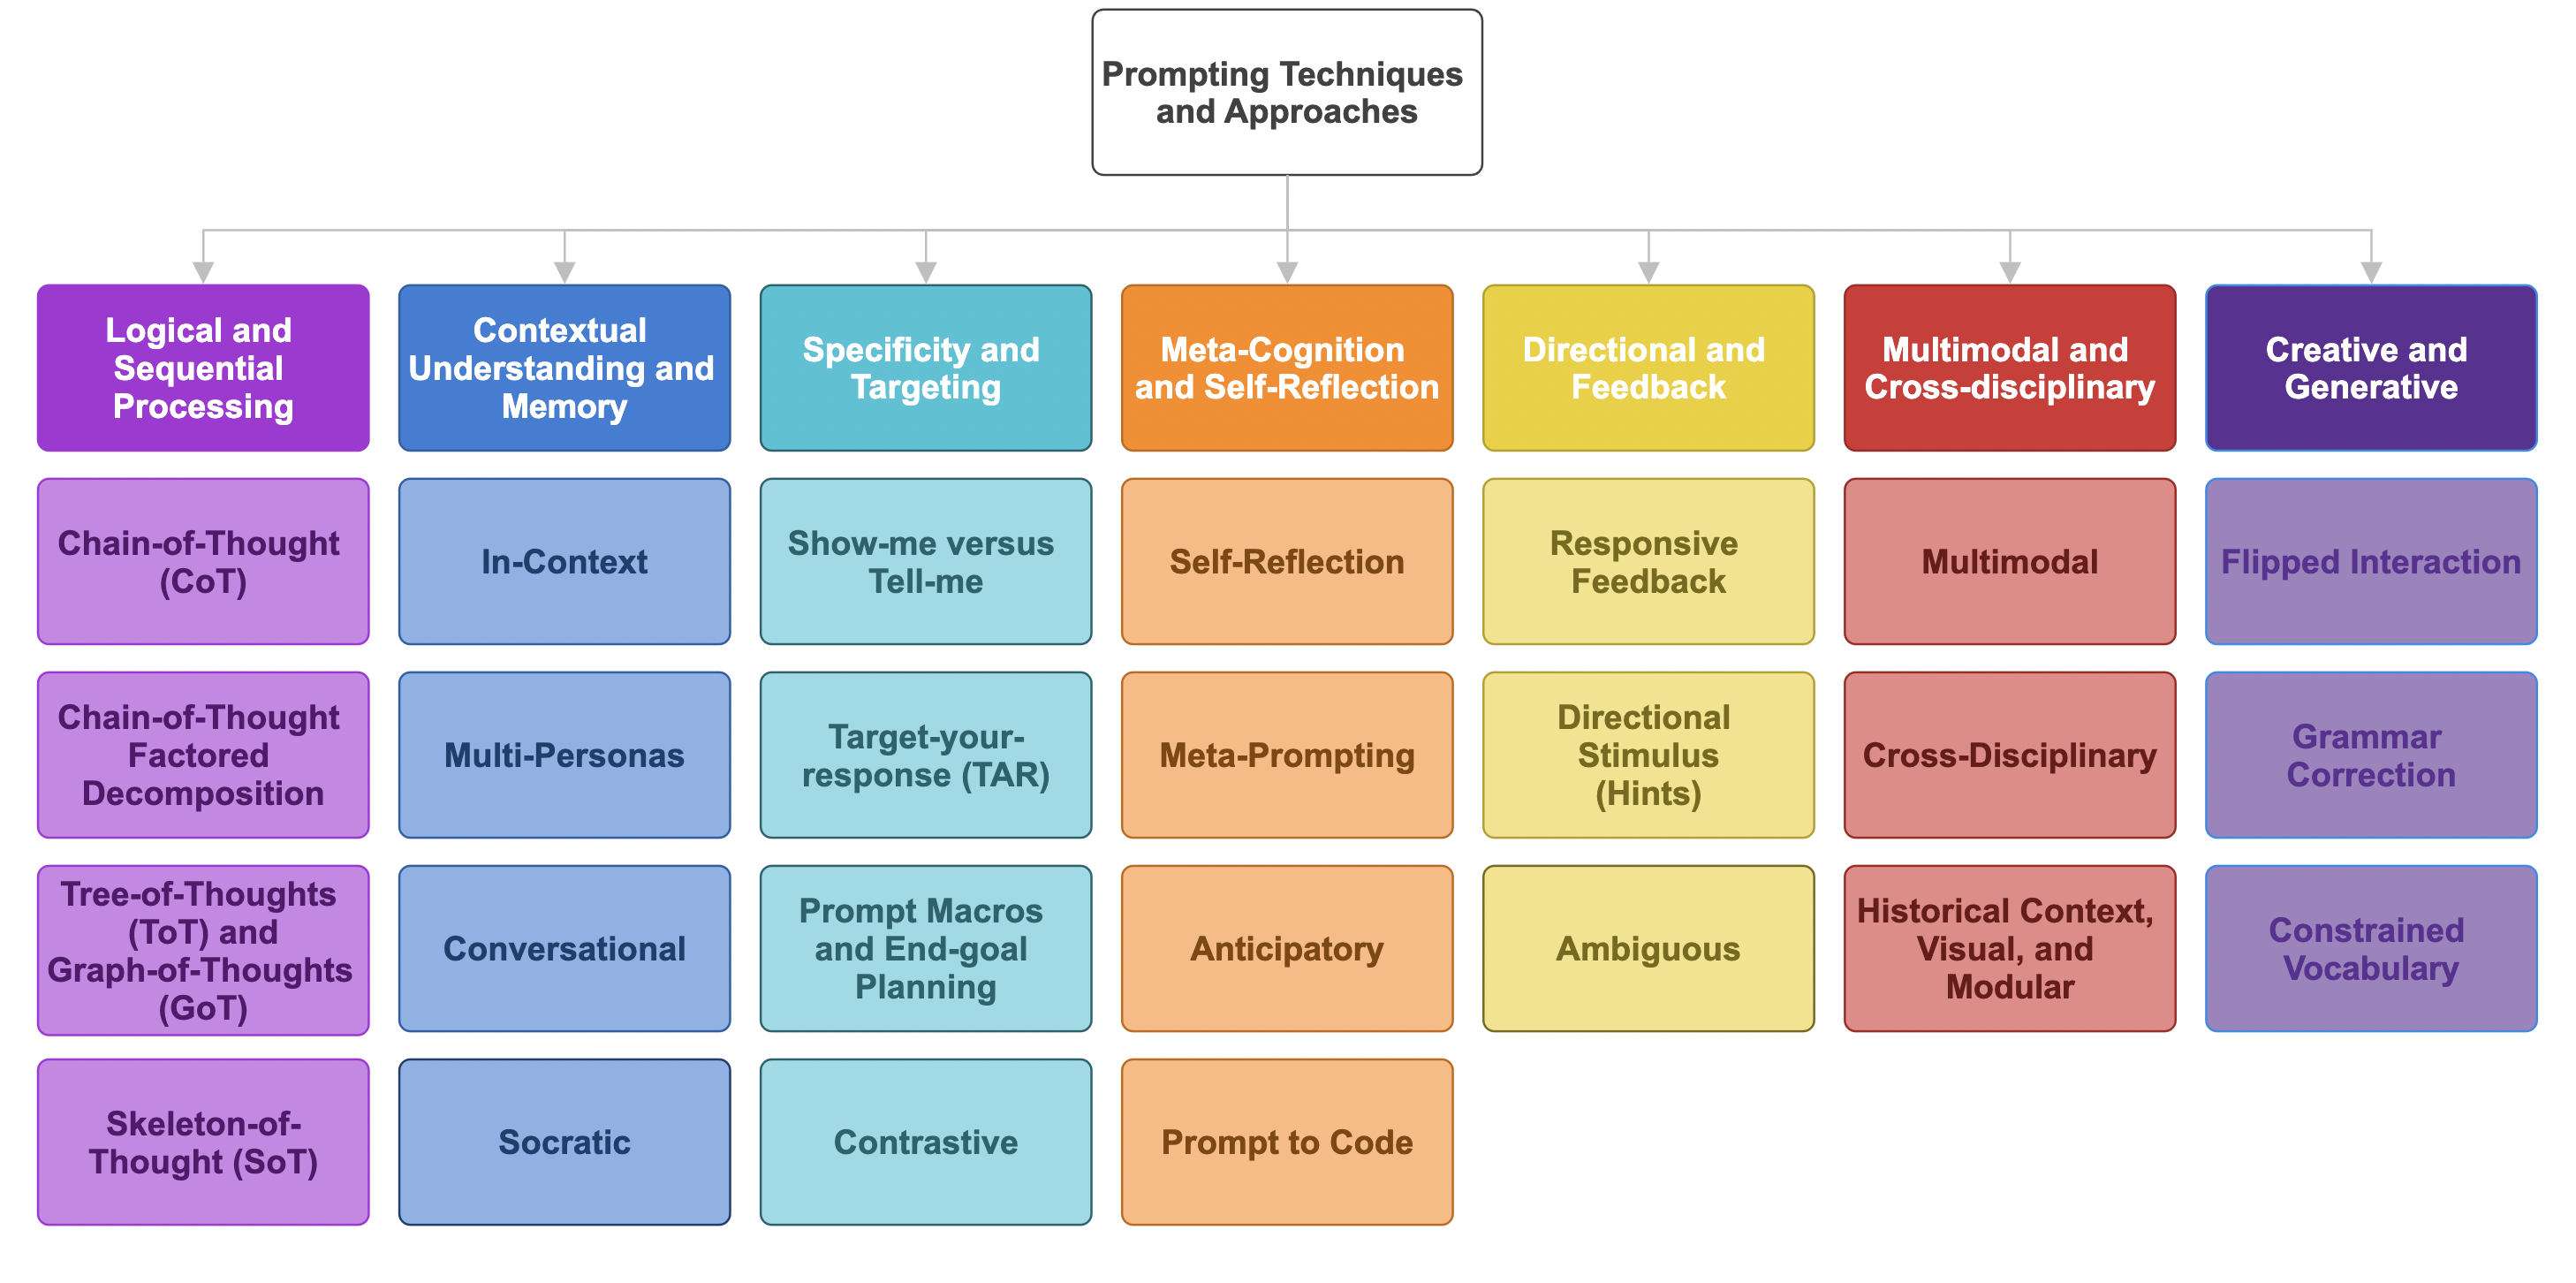 Prompting Techniques
and Approaches
Logical and
Sequential
Processing
Contextual
Understanding and
Memory
Specificity and
Targeting
Meta-Cognition
and Self-Reflection
Directional and
Feedback
Multimodal and
Cross-disciplinary
Creative and
Generative
Chain-of-Thought
(CoT)
In-Context
Show-me versus
Tell-me
Self-Reflection
Responsive
Feedback
Multimodal
Flipped Interaction
Chain-of-Thought
Factored
Decomposition
Multi-Personas
Target-your-
response (TAR)
Meta-Prompting
Directional
Stimulus
(Hints)
Cross-Disciplinary
Grammar
Correction
Tree-of-Thoughts
(ToT) and
Graph-of-Thoughts
(GoT)
Conversational
Prompt Macros
and End-goal
Planning
Anticipatory
Ambiguous
Historical Context,
Visual, and
Modular
Constrained
Vocabulary
Skeleton-of-
Thought (SoT)
Socratic
Contrastive
Prompt to Code